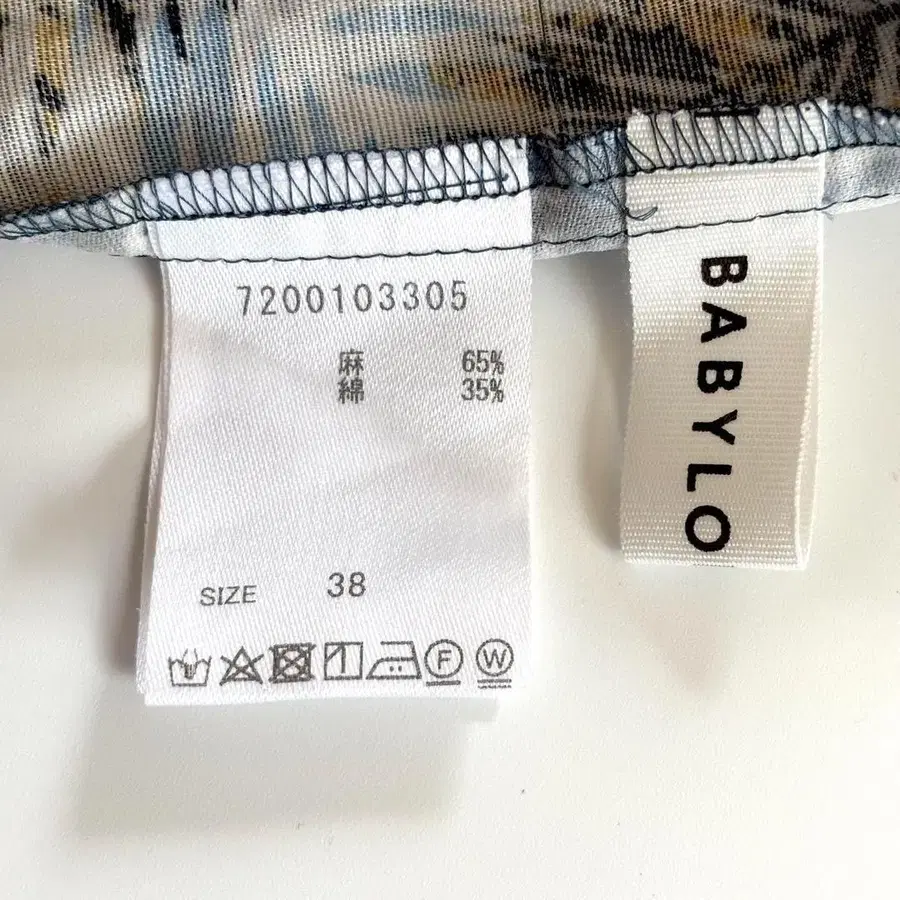 7200103305
麻 65%
綿 35%
SIZE 38
F W
BABYLO